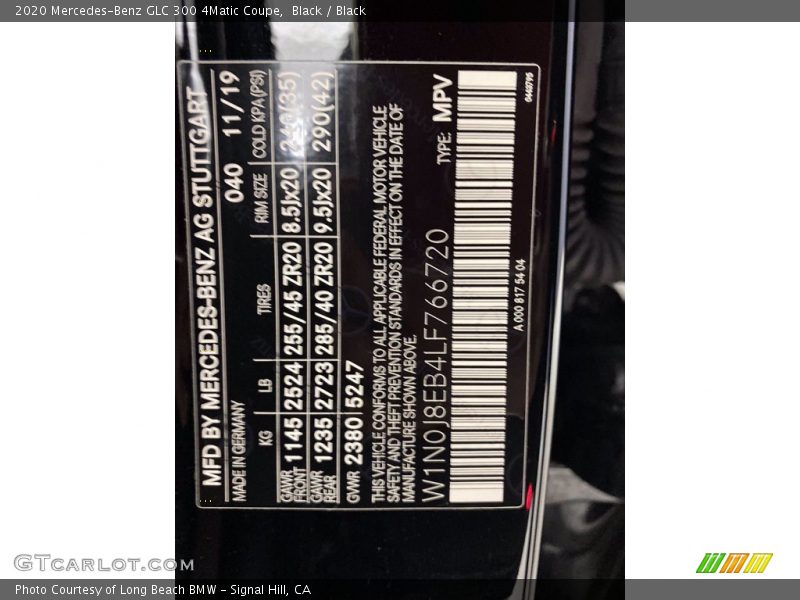 2020 Mercedes-Benz GLC 300 4Matic Coupe,  Black / Black
MFD BY MERCEDES-BENZ AG STUTTGART
MADE IN GERMANY 040 11/19
KG LB TIRES RIM SIZE COLD KPA(PSI)
GAWR FRONT 1145 2524 255/45 ZR20 8.5Jx20 240(35)
GAWR REAR 1235 2723 285/40 ZR20 9.5Jx20 290(42)
GVWR 2380 5247
THIS VEHICLE CONFORMS TO ALL APPLICABLE FEDERAL MOTOR VEHICLE
SAFETY AND THEFT PREVENTION STANDARDS IN EFFECT ON THE DATE OF
MANUFACTURE SHOWN ABOVE.
W1N0J8EB4LF766720 TYPE: MPV
A 000 817 54 04
GTcarlot.com
Photo Courtesy of Long Beach BMW - Signal Hill, CA